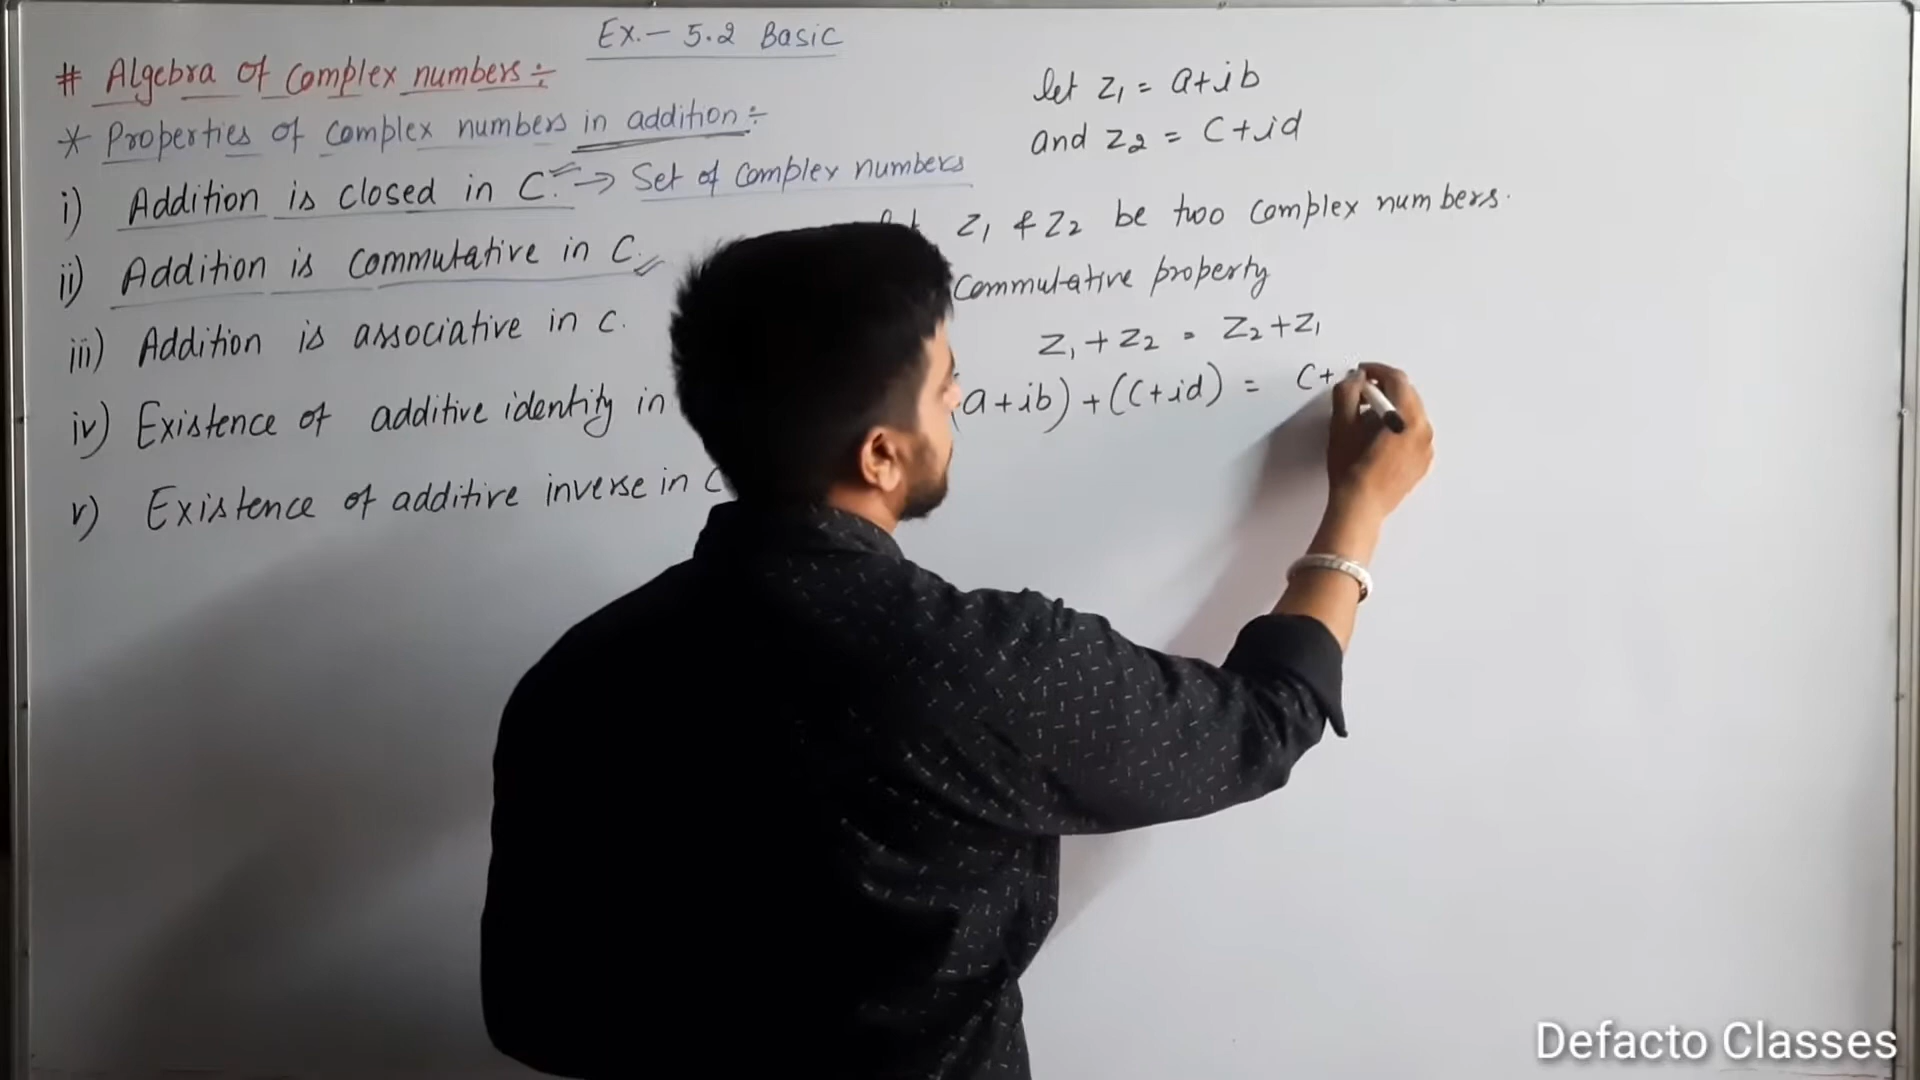 Ex.- 5.2 Basic
# Algebra of Complex numbers ÷
* Properties of complex numbers in addition ÷
i) Addition is closed in C. → Set of Complex numbers
ii) Addition is commutative in C.
iii) Addition is associative in C.
iv) Existence of additive identity in
v) Existence of additive inverse in C
let z₁ = a+ib
and z₂ = c+id
z₁ & z₂ be two complex numbers.
Commutative property
z₁+z₂ = z₂+z₁
(a+ib)+(c+id) = (c+
Defacto Classes